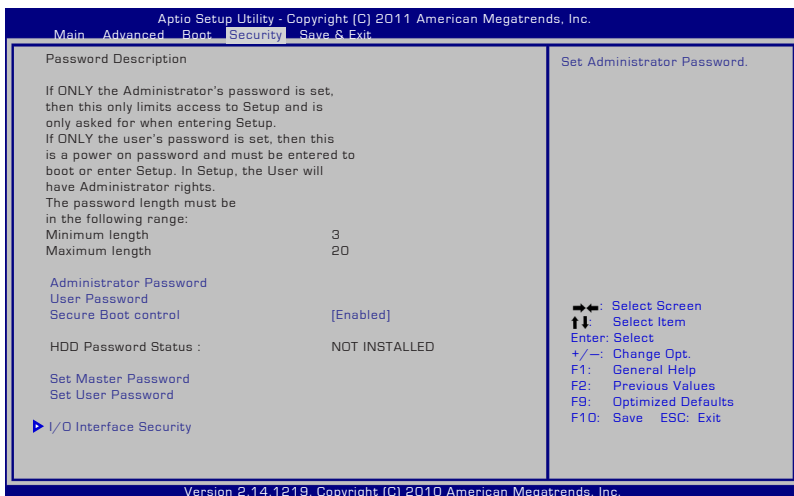 Aptio Setup Utility - Copyright (C) 2011 American Megatrends, Inc.
Main Advanced Boot Security Save & Exit
Password Description
If ONLY the Administrator's password is set,
then this only limits access to Setup and is
only asked for when entering Setup.
If ONLY the user's password is set, then this
is a power on password and must be entered to
boot or enter Setup. In Setup, the User will
have Administrator rights.
The password length must be
in the following range:
Minimum length 3
Maximum length 20
Administrator Password
User Password
Secure Boot control [Enabled]
HDD Password Status : NOT INSTALLED
Set Master Password
Set User Password
I/O Interface Security
Set Administrator Password.
→←: Select Screen
↑↓: Select Item
Enter: Select
+/—: Change Opt.
F1: General Help
F2: Previous Values
F9: Optimized Defaults
F10: Save ESC: Exit
Version 2.14.1219. Copyright (C) 2010 American Megatrends, Inc.